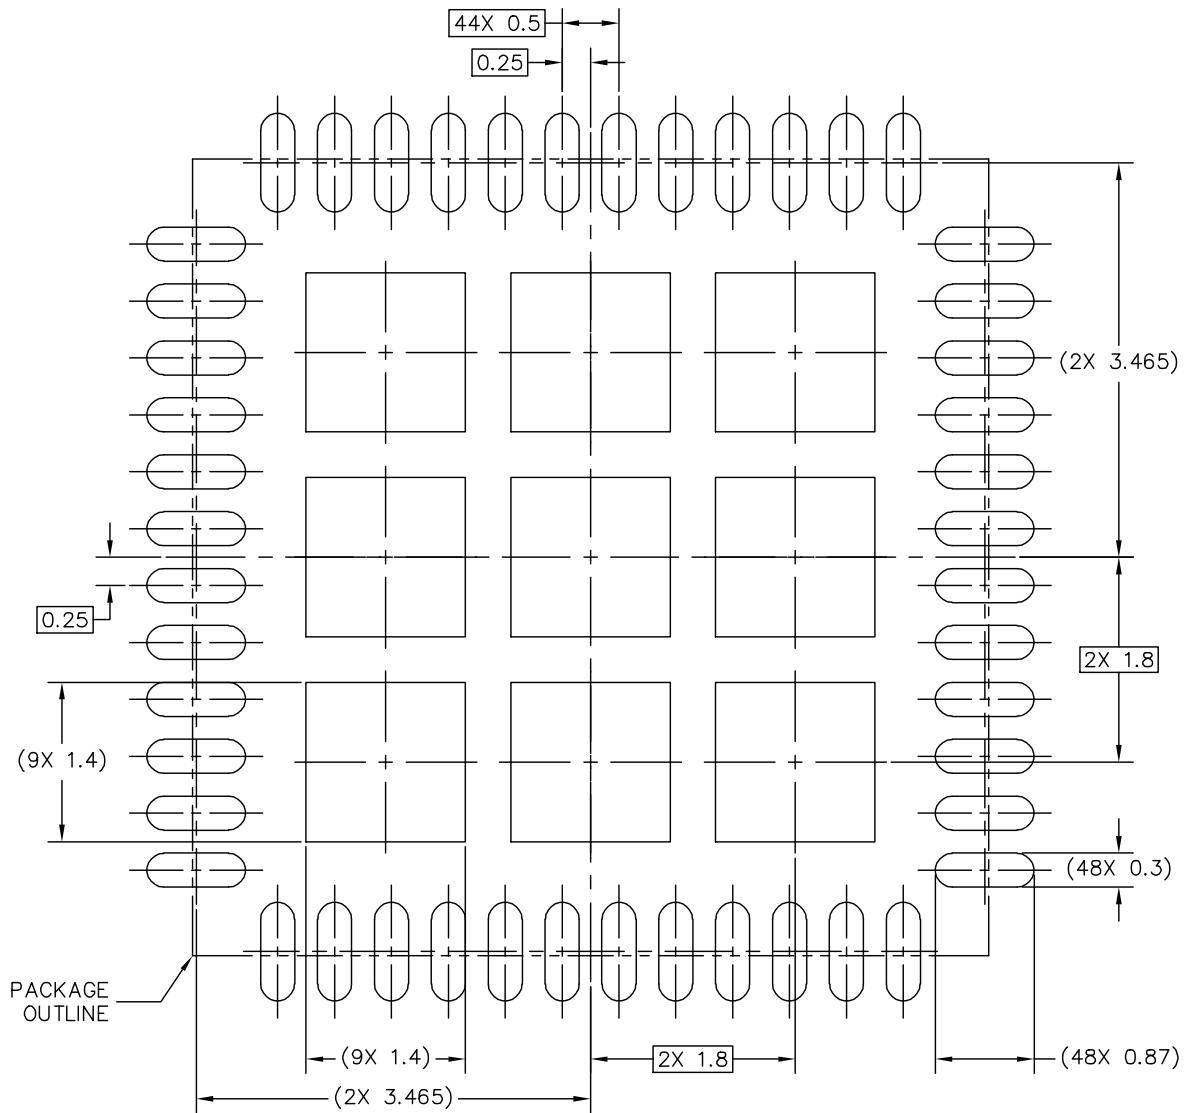 44X 0.5
0.25
(2X 3.465)
0.25
2X 1.8
(9X 1.4)
(48X 0.3)
PACKAGE
OUTLINE
(9X 1.4)
2X 1.8
(48X 0.87)
(2X 3.465)